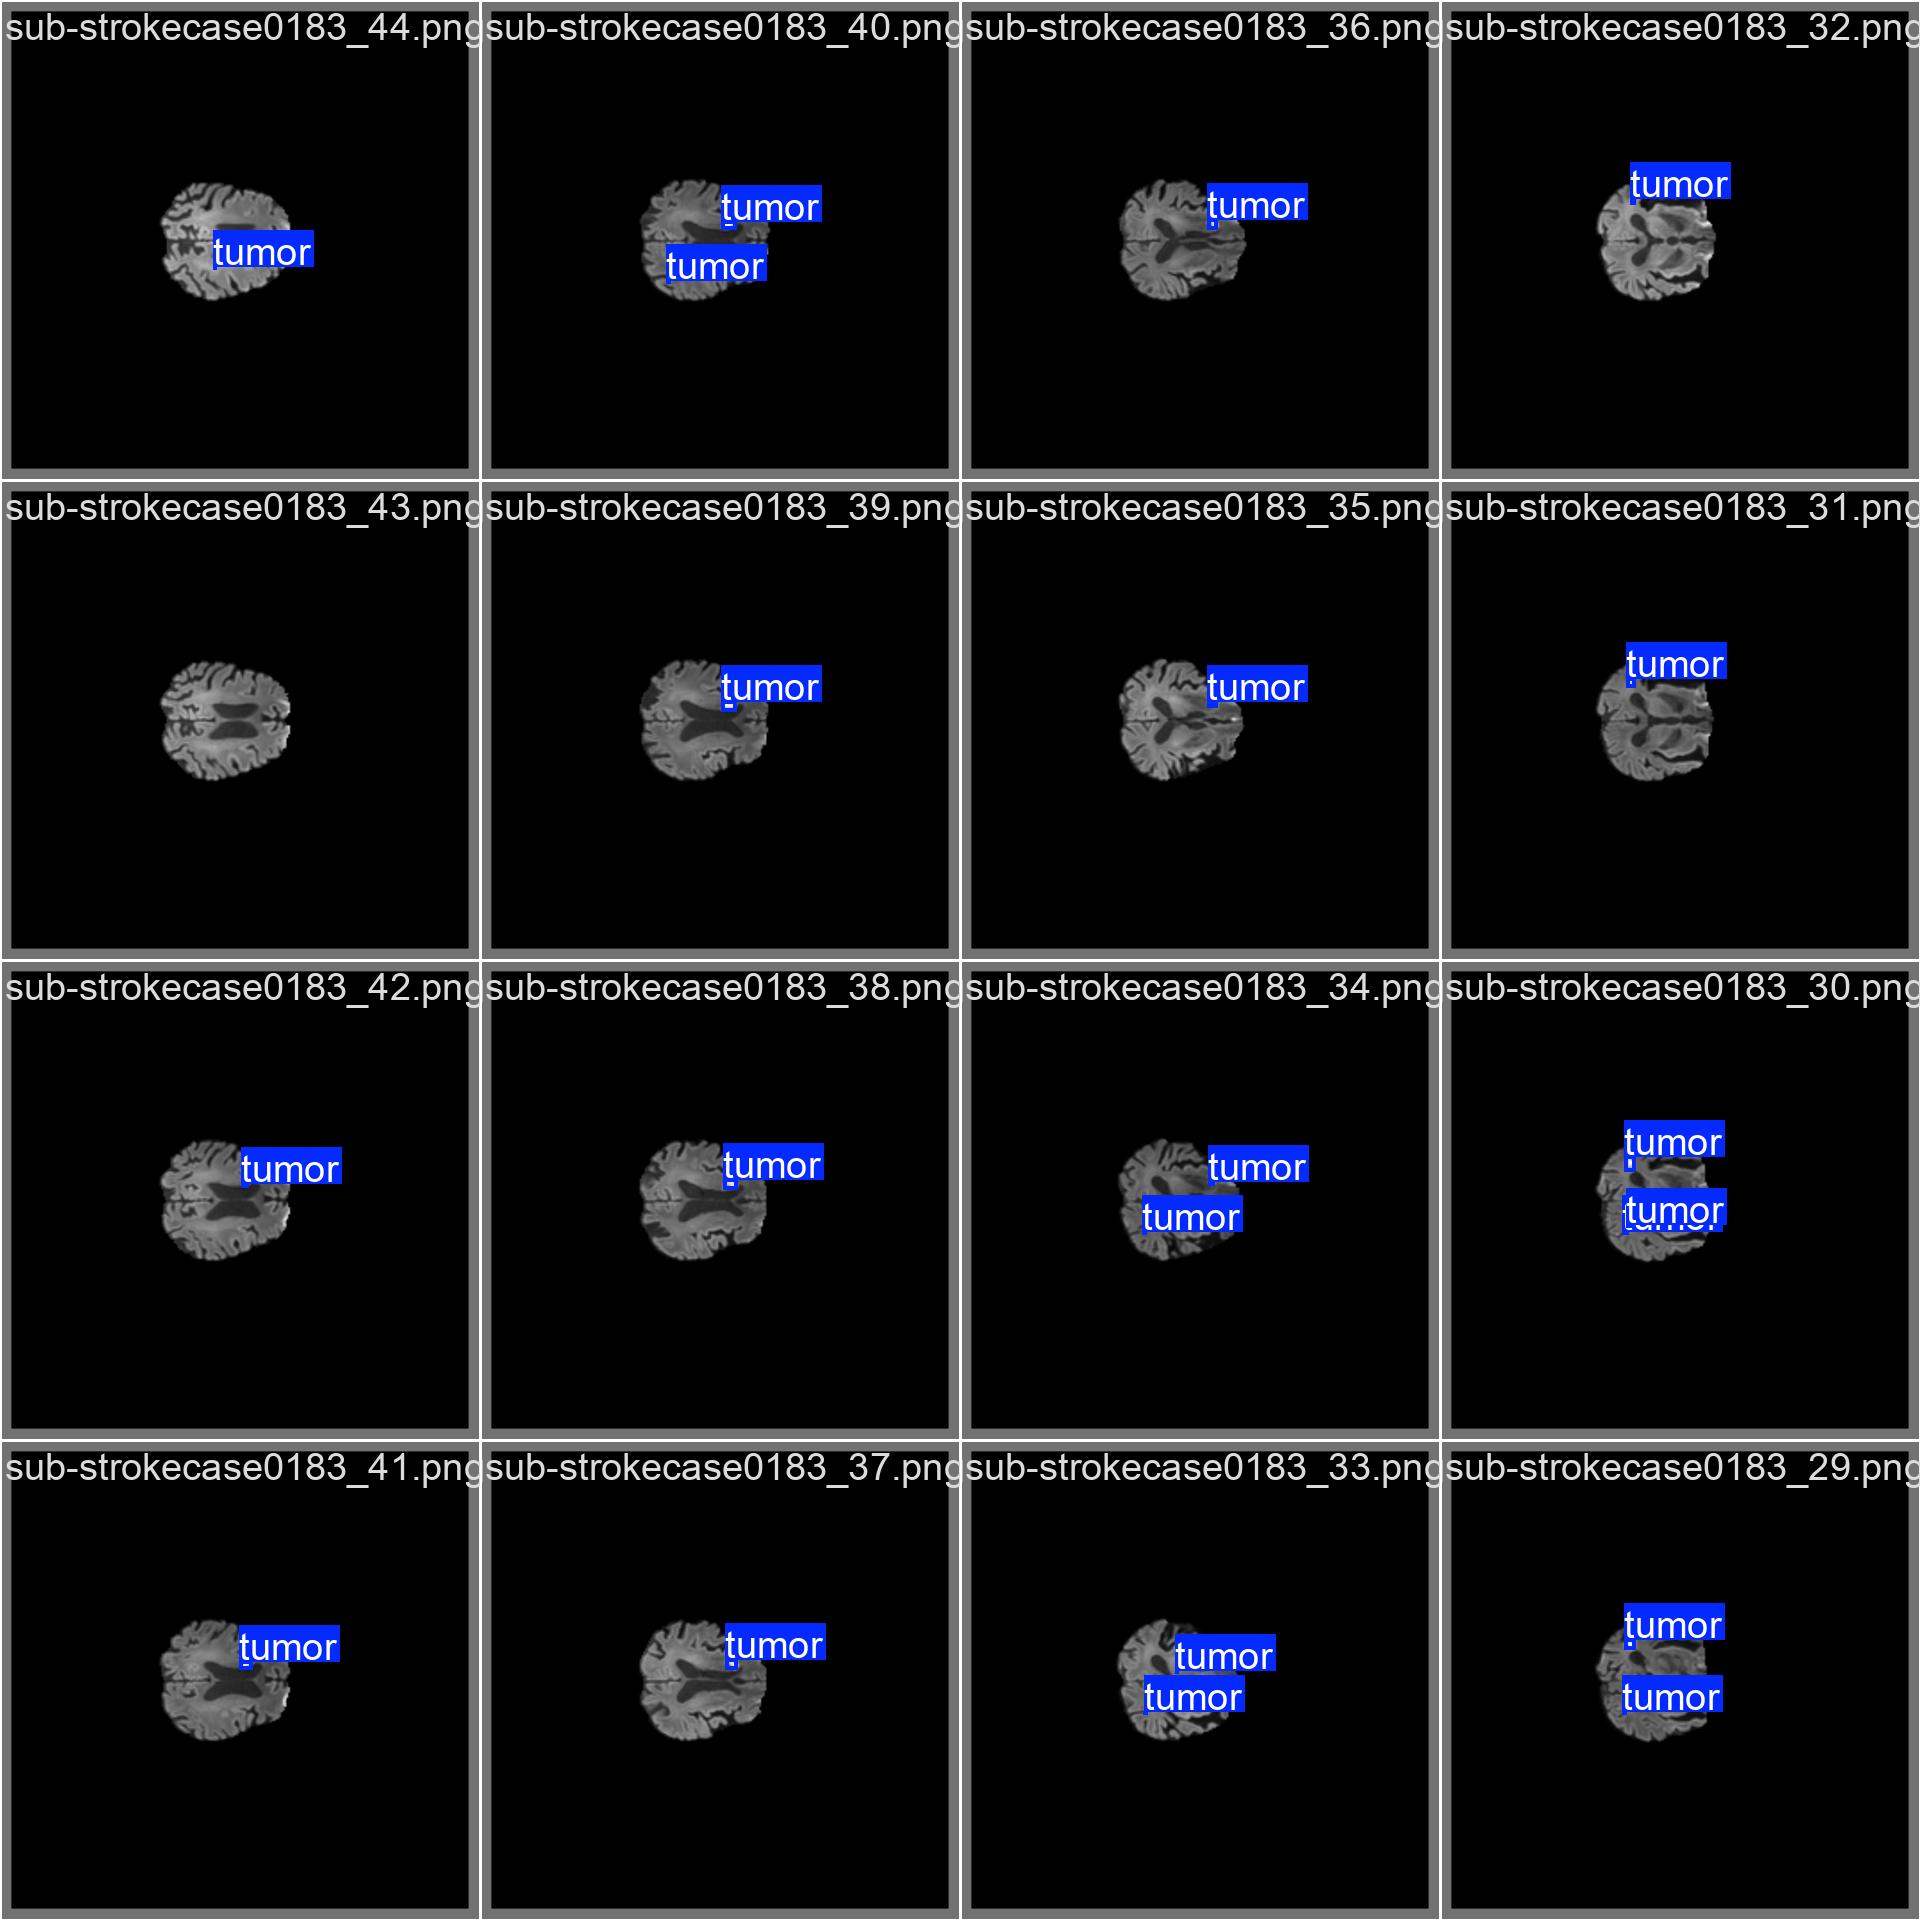 sub-strokecase0183_44.png
sub-strokecase0183_40.png
sub-strokecase0183_36.png
sub-strokecase0183_32.png
tumor
tumor
tumor
tumor
tumor
sub-strokecase0183_43.png
sub-strokecase0183_39.png
sub-strokecase0183_35.png
sub-strokecase0183_31.png
tumor
tumor
tumor
sub-strokecase0183_42.png
sub-strokecase0183_38.png
sub-strokecase0183_34.png
sub-strokecase0183_30.png
tumor
tumor
tumor
tumor
tumor
tumor
tumor
sub-strokecase0183_41.png
sub-strokecase0183_37.png
sub-strokecase0183_33.png
sub-strokecase0183_29.png
tumor
tumor
tumor
tumor
tumor
tumor